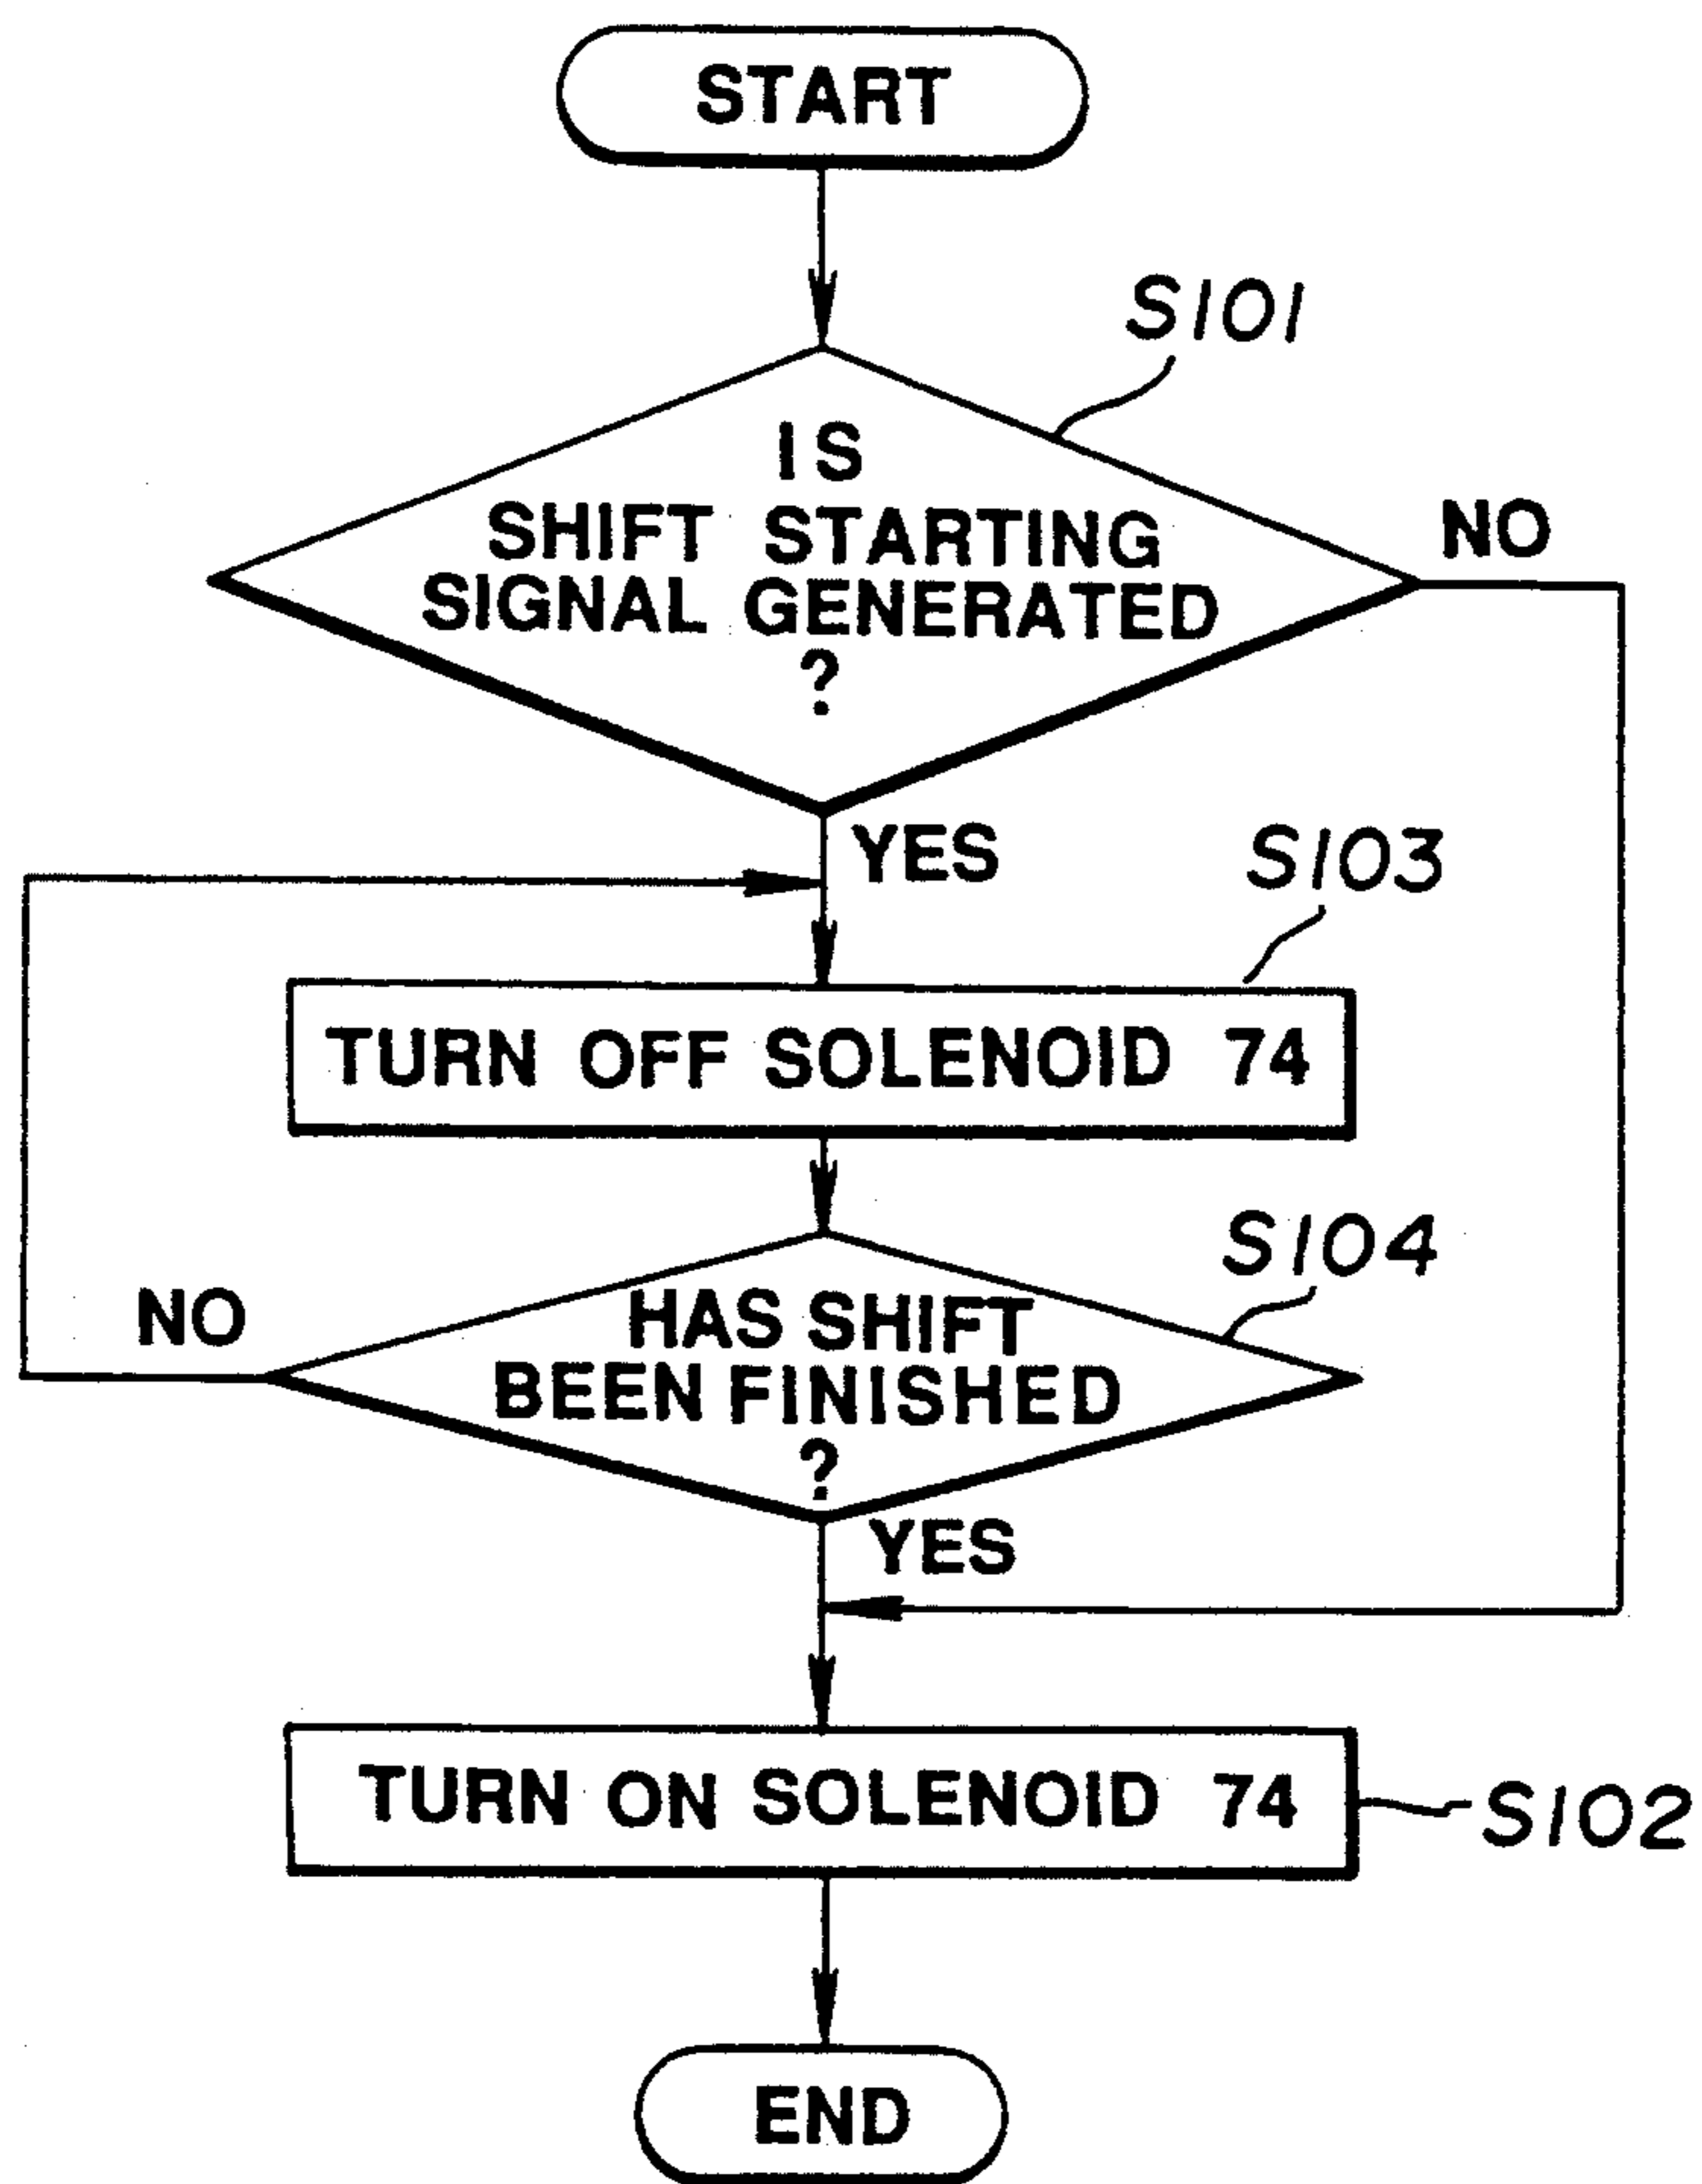 START
S101
IS
SHIFT STARTING
SIGNAL GENERATED
?
NO
YES
S103
TURN OFF SOLENOID 74
S104
NO
HAS SHIFT
BEEN FINISHED
?
YES
TURN ON SOLENOID 74
S102
END